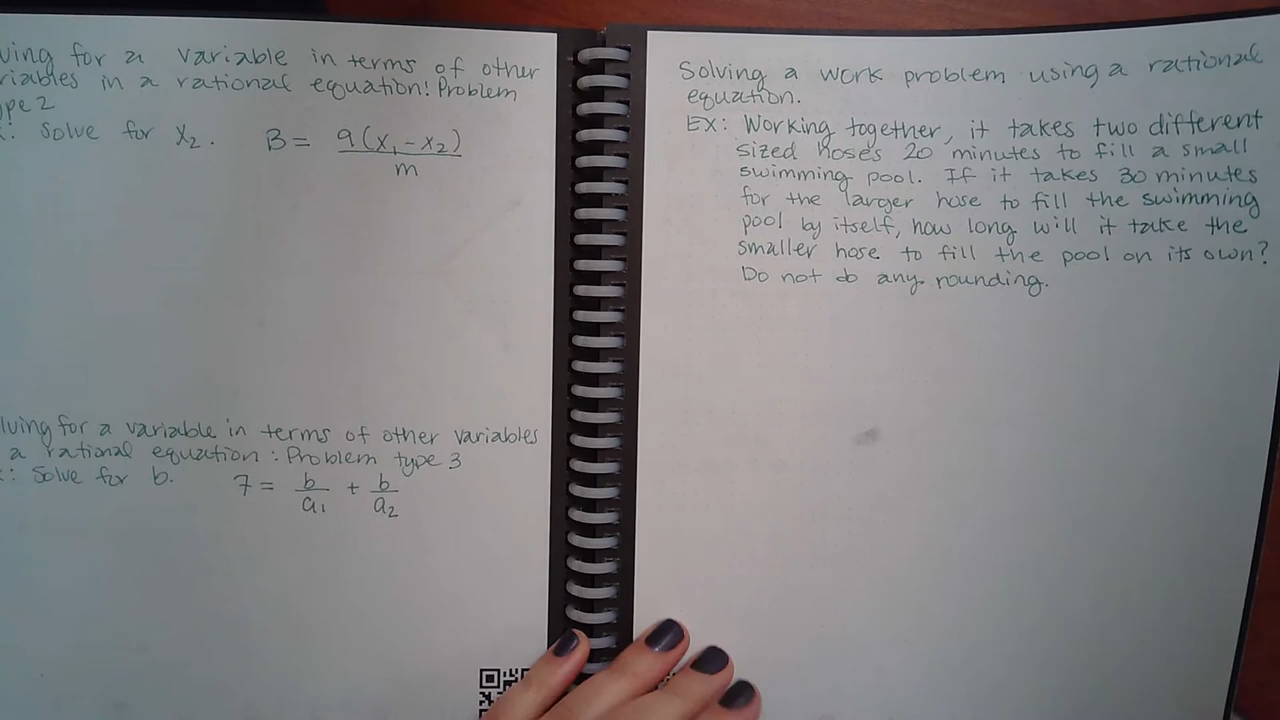 ving for a variable in terms of other
riables in a rational equation: Problem
ype 2
: Solve for x₂. B = 9(x₁-x₂)/m
lving for a variable in terms of other variables
a rational equation: Problem type 3
: Solve for b. 7 = b/a₁ + b/a₂
Solving a work problem using a rational
equation.
EX: Working together, it takes two different
sized hoses 20 minutes to fill a small
swimming pool. If it takes 30 minutes
for the larger hose to fill the swimming
pool by itself, how long will it take the
smaller hose to fill the pool on its own?
Do not do any rounding.